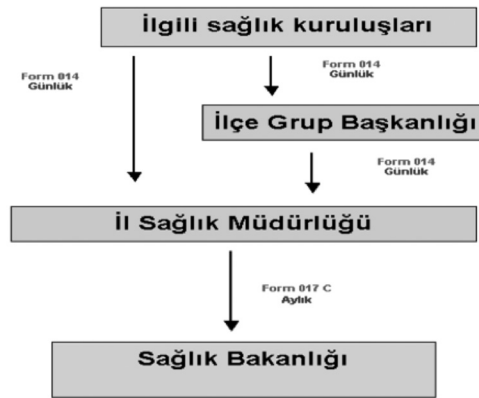 İlgili sağlık kuruluşları
Form 014
Günlük
Form 014
Günlük
İlçe Grup Başkanlığı
Form 014
Günlük
İl Sağlık Müdürlüğü
Form 017 C
Aylık
Sağlık Bakanlığı